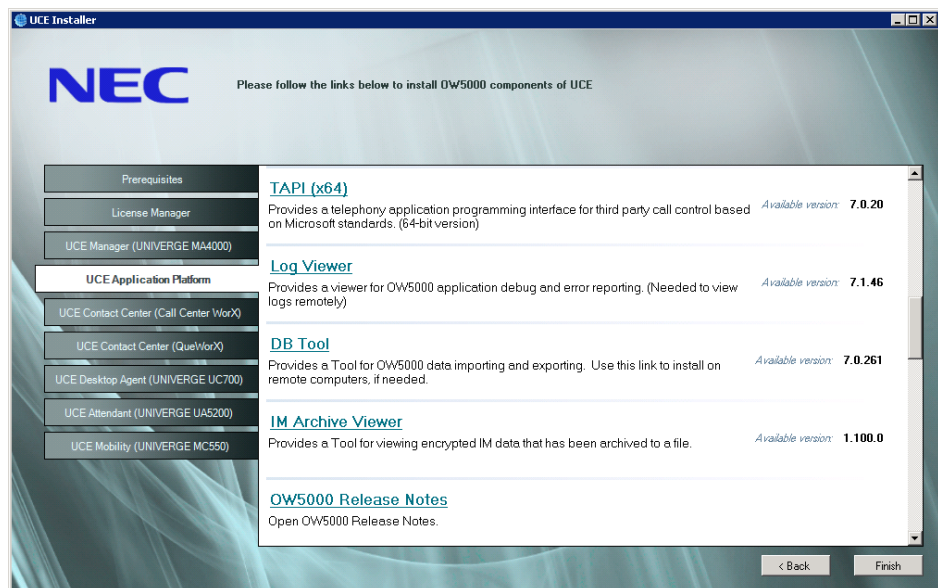 UCE Installer
NEC
Please follow the links below to install OW5000 components of UCE
Prerequisites
License Manager
UCE Manager (UNIVERGE MA4000)
UCE Application Platform
UCE Contact Center (Call Center WorX)
UCE Contact Center (QueWorX)
UCE Desktop Agent (UNIVERGE UC700)
UCE Attendant (UNIVERGE UA5200)
UCE Mobility (UNIVERGE MC550)
TAPI (x64)
Provides a telephony application programming interface for third party call control based
on Microsoft standards. (64-bit version)
Available version: 7.0.20
Log Viewer
Provides a viewer for OW5000 application debug and error reporting. (Needed to view
logs remotely)
Available version: 7.1.46
DB Tool
Provides a Tool for OW5000 data importing and exporting. Use this link to install on
remote computers, if needed.
Available version: 7.0.261
IM Archive Viewer
Provides a Tool for viewing encrypted IM data that has been archived to a file.
Available version: 1.100.0
OW5000 Release Notes
Open OW5000 Release Notes.
< Back
Finish